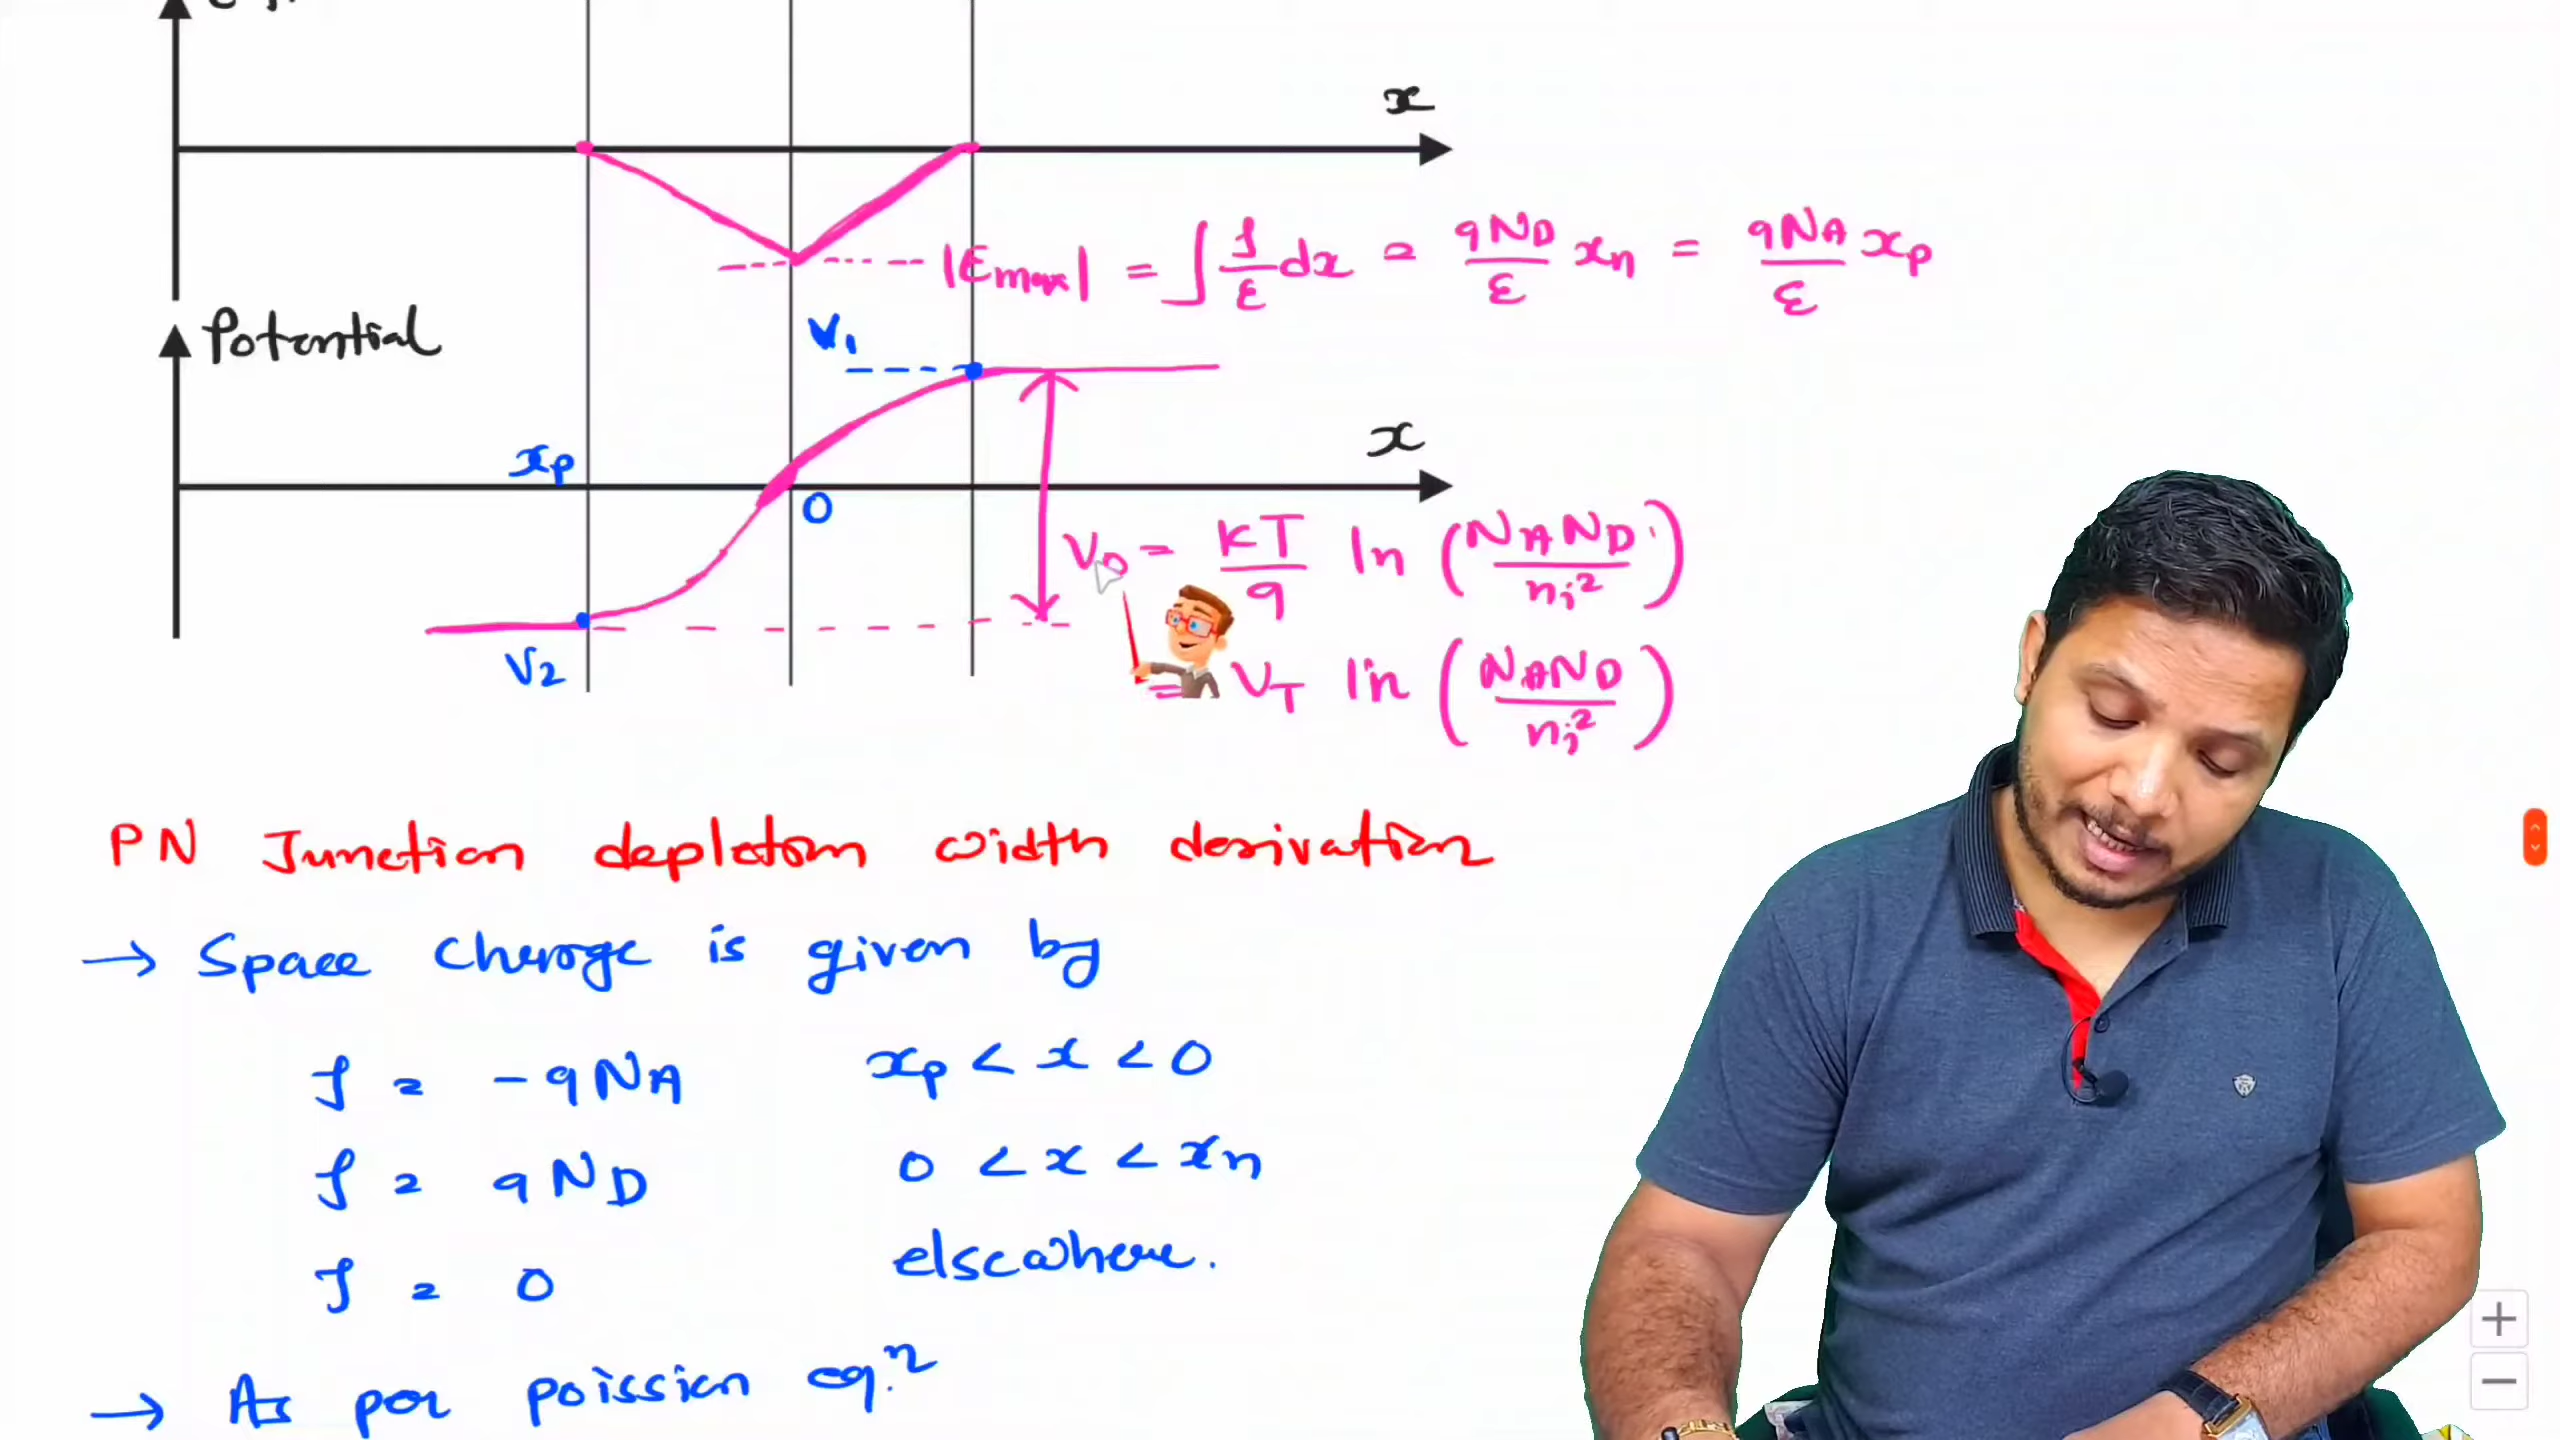 x
|Emax| = ∫ ρ/ε dx = qND/ε xn = qNA/ε xp
Potential
V1
xp
x
0
V0 = KT/q ln (NAND/ni²)
= VT ln (NAND/ni²)
V2
PN Junction depletom width derivation
→ Space Charge is given by
ρ = -qNA xp < x < 0
ρ = qND 0 < x < xn
ρ = 0 elsewhere.
→ As per poission eq.n